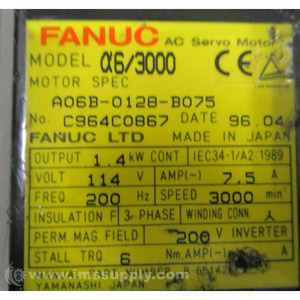 FANUC AC Servo Motor
MODEL α6/3000 CE
MOTOR SPEC
A06B-0128-B075
No. C964C0867 DATE 96.04
FANUC LTD MADE IN JAPAN
OUTPUT 1.4 kW CONT IEC34-1/A2 1989
VOLT 114 V AMP(~) 7.5 A
FREQ. 200 Hz SPEED 3000 min⁻¹
INSULATION F 3~ PHASE WINDING CONN.
PERM. MAG. FIELD 200 V INVERTER
STALL TRQ 6 Nm, AMP(~) A
YAMANASHI JAPAN